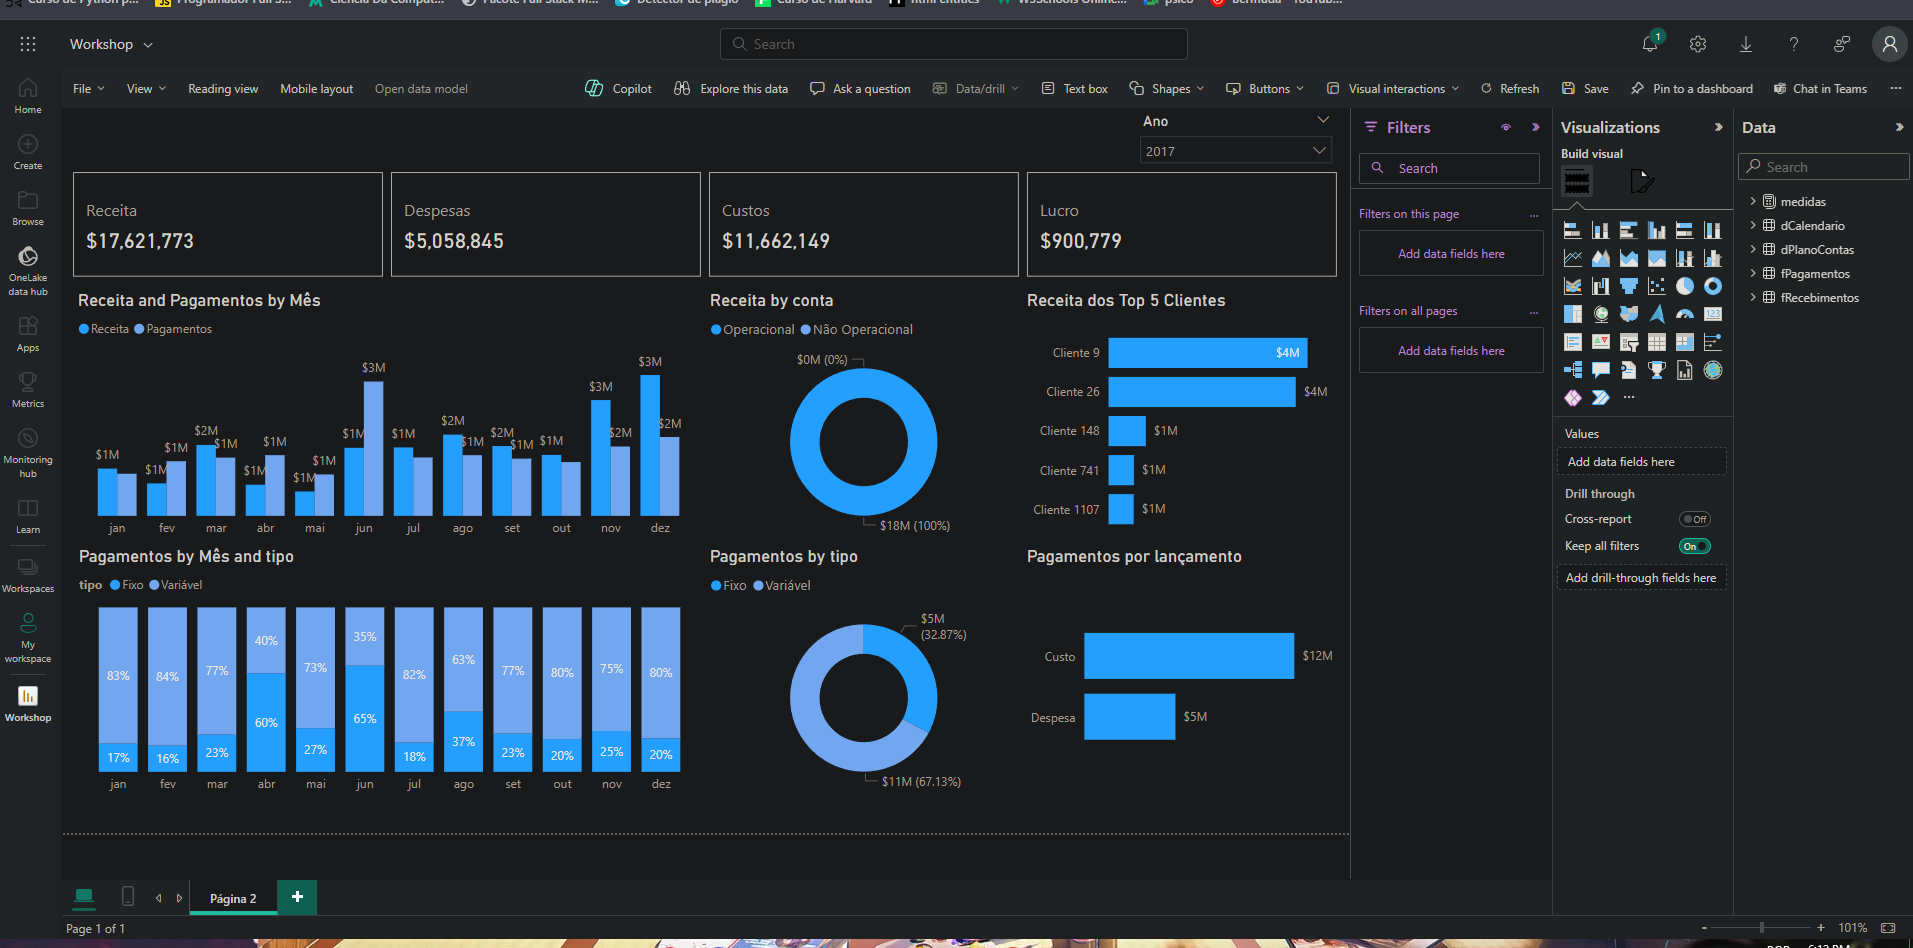 Workshop
Search
1
File View Reading view Mobile layout Open data model Copilot Explore this data Ask a question Data/drill Text box Shapes Buttons Visual interactions Refresh Save Pin to a dashboard Chat in Teams ...
Home
Create
Browse
OneLake
data hub
Apps
Metrics
Monitoring
hub
Learn
Workspaces
My
workspace
Workshop
Ano
2017
Receita
$17,621,773
Despesas
$5,058,845
Custos
$11,662,149
Lucro
$900,779
Receita and Pagamentos by Mês
Receita Pagamentos
$1M
$1M
$1M
$2M
$1M
$1M
$1M
$1M
$1M
$1M
$3M
$1M
$2M
$1M
$2M
$1M
$1M
$3M
$2M
$3M
$2M
jan fev mar abr mai jun jul ago set out nov dez
Receita by conta
Operacional Não Operacional
$0M (0%)
$18M (100%)
Receita dos Top 5 Clientes
Cliente 9 $4M
Cliente 26 $4M
Cliente 148 $1M
Cliente 741 $1M
Cliente 1107 $1M
Pagamentos by Mês and tipo
tipo Fixo Variável
83% 84% 77% 40% 73% 35% 82% 63% 77% 80% 75% 80%
17% 16% 23% 60% 27% 65% 18% 37% 23% 20% 25% 20%
jan fev mar abr mai jun jul ago set out nov dez
Pagamentos by tipo
Fixo Variável
$5M
(32.87%)
$11M (67.13%)
Pagamentos por lançamento
Custo $12M
Despesa $5M
Filters
Search
Filters on this page ...
Add data fields here
Filters on all pages ...
Add data fields here
Visualizations
Build visual
123
...
Values
Add data fields here
Drill through
Cross-report Off
Keep all filters On
Add drill-through fields here
Data
Search
medidas
dCalendario
dPlanoContas
fPagamentos
fRecebimentos
Página 2 +
Page 1 of 1
- + 101%